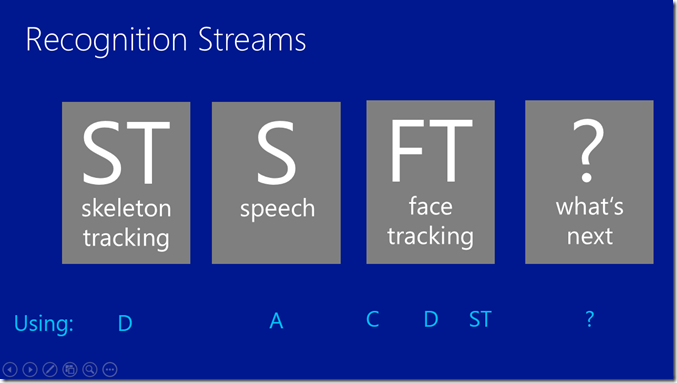 Recognition Streams
ST
skeleton
tracking
S
speech
FT
face
tracking
?
what's
next
Using: D A C D ST ?